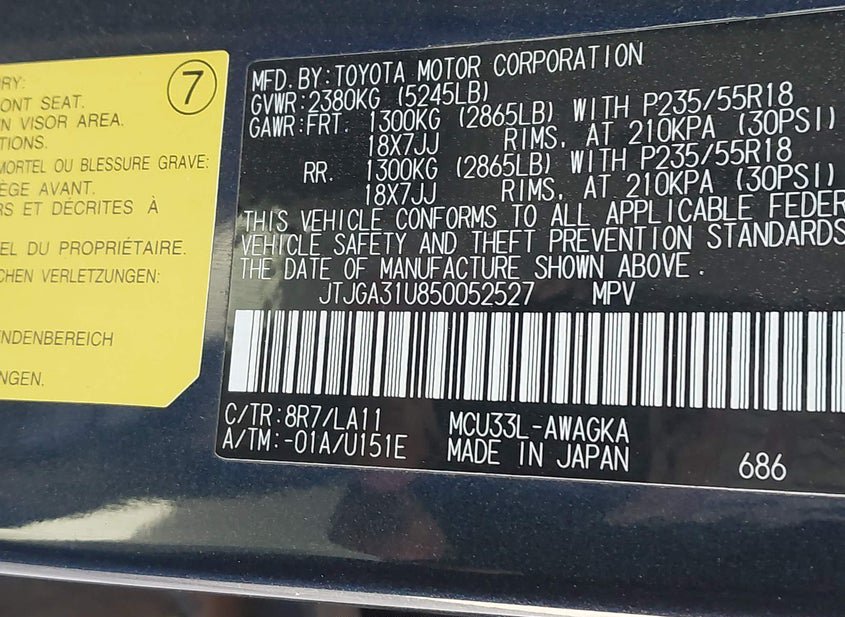 RY:
ONT SEAT.
N VISOR AREA.
TIONS.
MORTEL OU BLESSURE GRAVE:
ÈGE AVANT.
RS ET DÉCRITES À
EL DU PROPRIÉTAIRE.
CHEN VERLETZUNGEN:
ENDENBEREICH
NGEN.
7
MFD.BY:TOYOTA MOTOR CORPORATION
GVWR:2380KG (5245LB)
GAWR:FRT. 1300KG (2865LB) WITH P235/55R18
18X7JJ RIMS, AT 210KPA (30PSI)
RR. 1300KG (2865LB) WITH P235/55R18
18X7JJ RIMS, AT 210KPA (30PSI)
THIS VEHICLE CONFORMS TO ALL APPLICABLE FEDER
VEHICLE SAFETY AND THEFT PREVENTION STANDARDS
THE DATE OF MANUFACTURE SHOWN ABOVE.
JTJGA31U850052527 MPV
C/TR:8R7/LA11 MCU33L-AWAGKA
A/TM:-01A/U151E MADE IN JAPAN 686